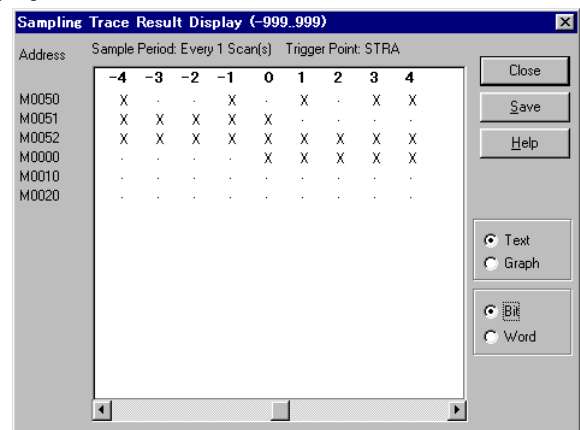 Sampling Trace Result Display (-999..999)
Address Sample Period: Every 1 Scan(s) Trigger Point: STRA
-4 -3 -2 -1 0 1 2 3 4
M0050 X . . X . X . X X
M0051 X X X X X . . . .
M0052 X X X X X X X X X
M0000 . . . . X X X X X
M0010 . . . . . . . . .
M0020 . . . . . . . . .
Close
Save
Help
Text
Graph
Bit
Word